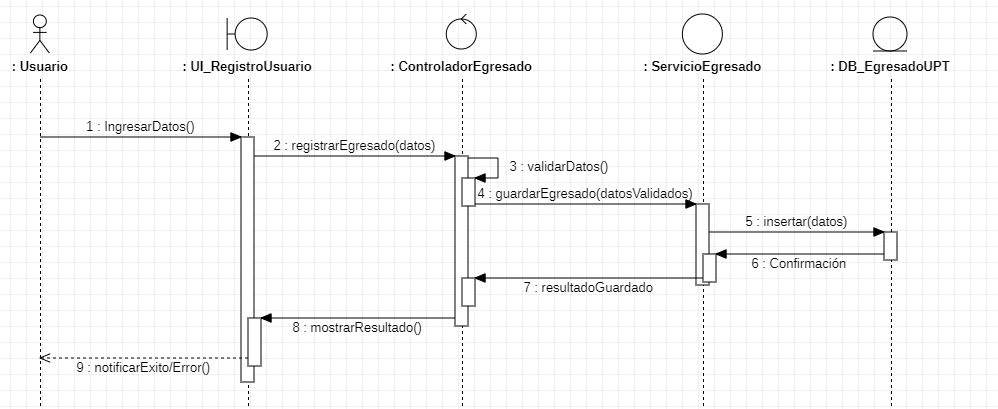 : Usuario
: UI_RegistroUsuario
: ControladorEgresado
: ServicioEgresado
: DB_EgresadoUPT
1 : IngresarDatos()
2 : registrarEgresado(datos)
3 : validarDatos()
4 : guardarEgresado(datosValidados)
5 : insertar(datos)
6 : Confirmación
7 : resultadoGuardado
8 : mostrarResultado()
9 : notificarExito/Error()